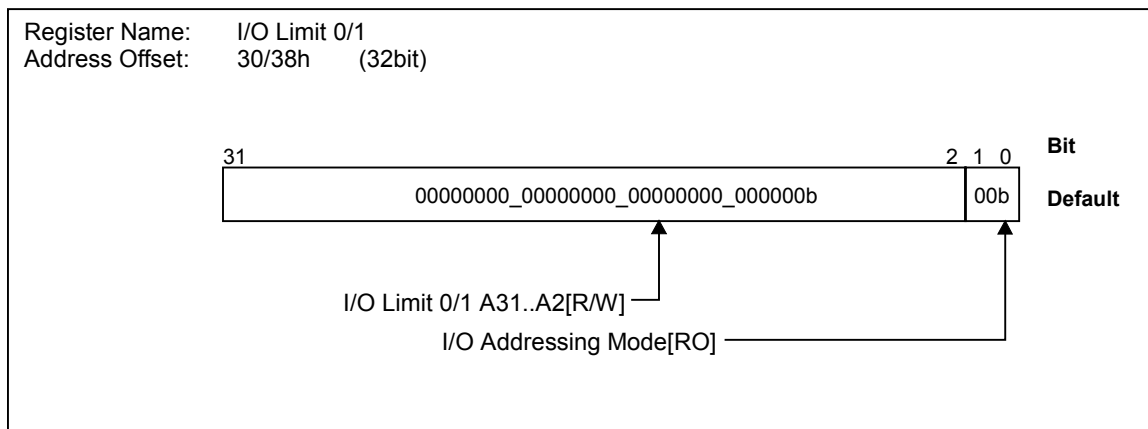 Register Name: I/O Limit 0/1
Address Offset: 30/38h (32bit)
31 2 1 0 Bit
00000000_00000000_00000000_000000b 00b Default
I/O Limit 0/1 A31..A2[R/W]
I/O Addressing Mode[RO]